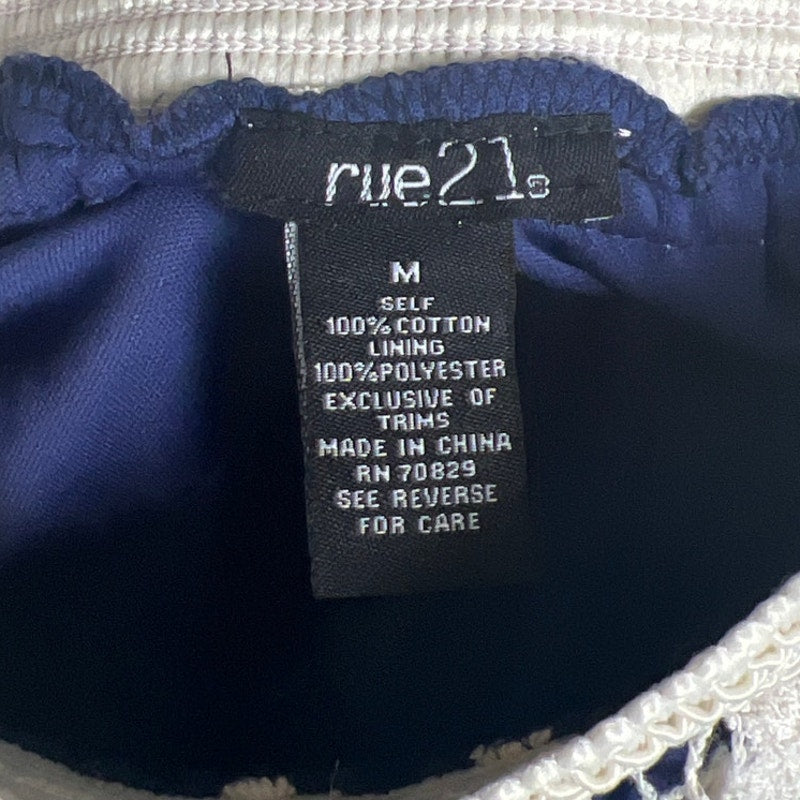 rue21®
M
SELF
100% COTTON
LINING
100% POLYESTER
EXCLUSIVE OF
TRIMS
MADE IN CHINA
RN 70829
SEE REVERSE
FOR CARE